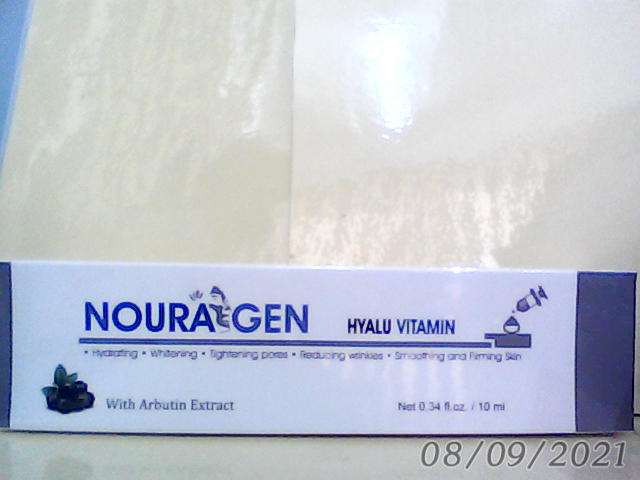 NOURAGEN HYALU VITAMIN
• Hydrating • Whitening • Tightening pores • Reducing wrinkles • Smoothing and Firming Skin
With Arbutin Extract
Net 0.34 fl.oz. / 10 ml
08/09/2021